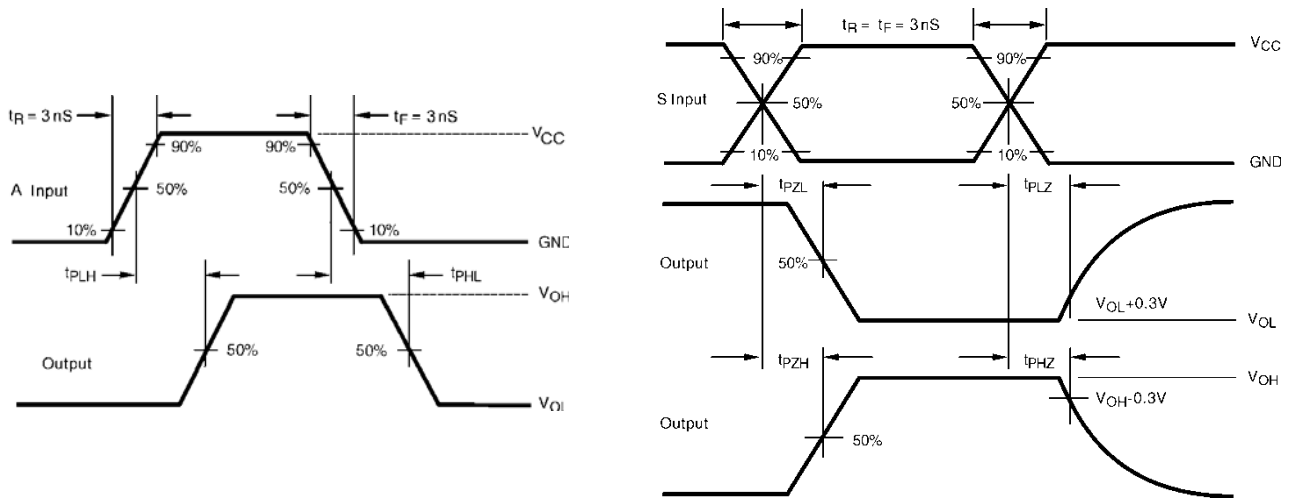 tR = 3 nS
tF = 3 nS
VCC
90%
90%
A Input
50%
50%
10%
10%
GND
tPLH
tPHL
VOH
Output
50%
50%
VOL
tR = tF = 3 nS
VCC
90%
90%
S Input
50%
50%
10%
10%
GND
tPZL
tPLZ
Output
50%
VOL+0.3V
VOL
tPZH
tPHZ
VOH
VOH-0.3V
Output
50%